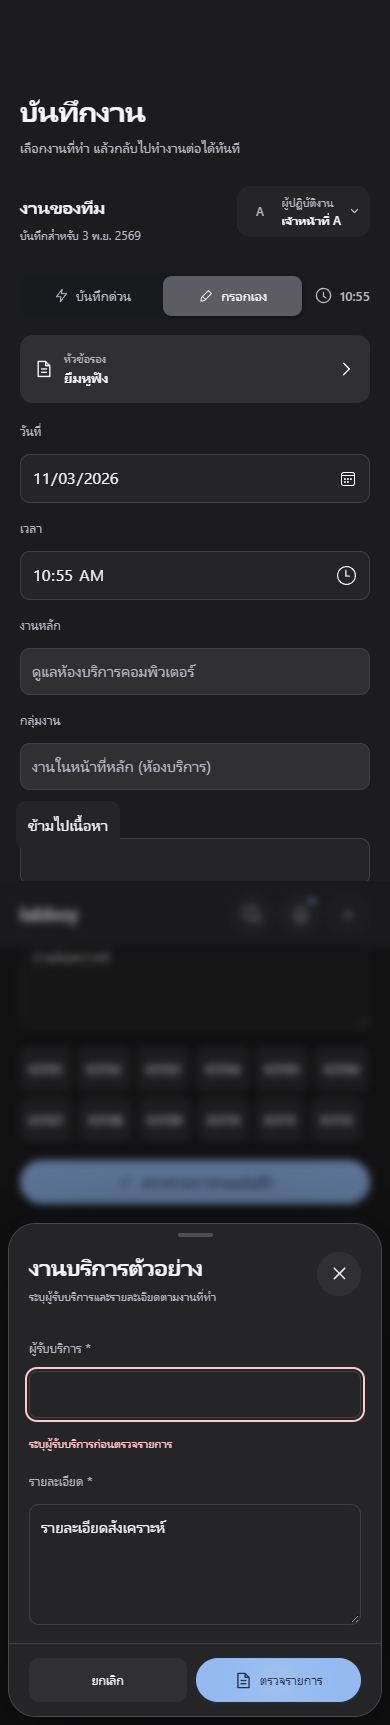 บันทึกงาน
เลือกงานที่ทำ แล้วกลับไปทำงานต่อได้ทันที
งานของทีม
บันทึกสำหรับ 3 พ.ย. 2569
A
ผู้ปฏิบัติงาน
เจ้าหน้าที่ A
บันทึกด่วน
กรอกเอง
10:55
หัวข้อรอง
ยืมหูฟัง
วันที่
11/03/2026
เวลา
10:55 AM
งานหลัก
ดูแลห้องบริการคอมพิวเตอร์
กลุ่มงาน
งานในหน้าที่หลัก (ห้องบริการ)
ข้ามไปเนื้อหา
งานบริการตัวอย่าง
ระบุผู้รับบริการและรายละเอียดตามงานที่ทำ
ผู้รับบริการ *
ระบุผู้รับบริการก่อนตรวจรายการ
รายละเอียด *
รายละเอียดสังเคราะห์
ยกเลิก
ตรวจรายการ